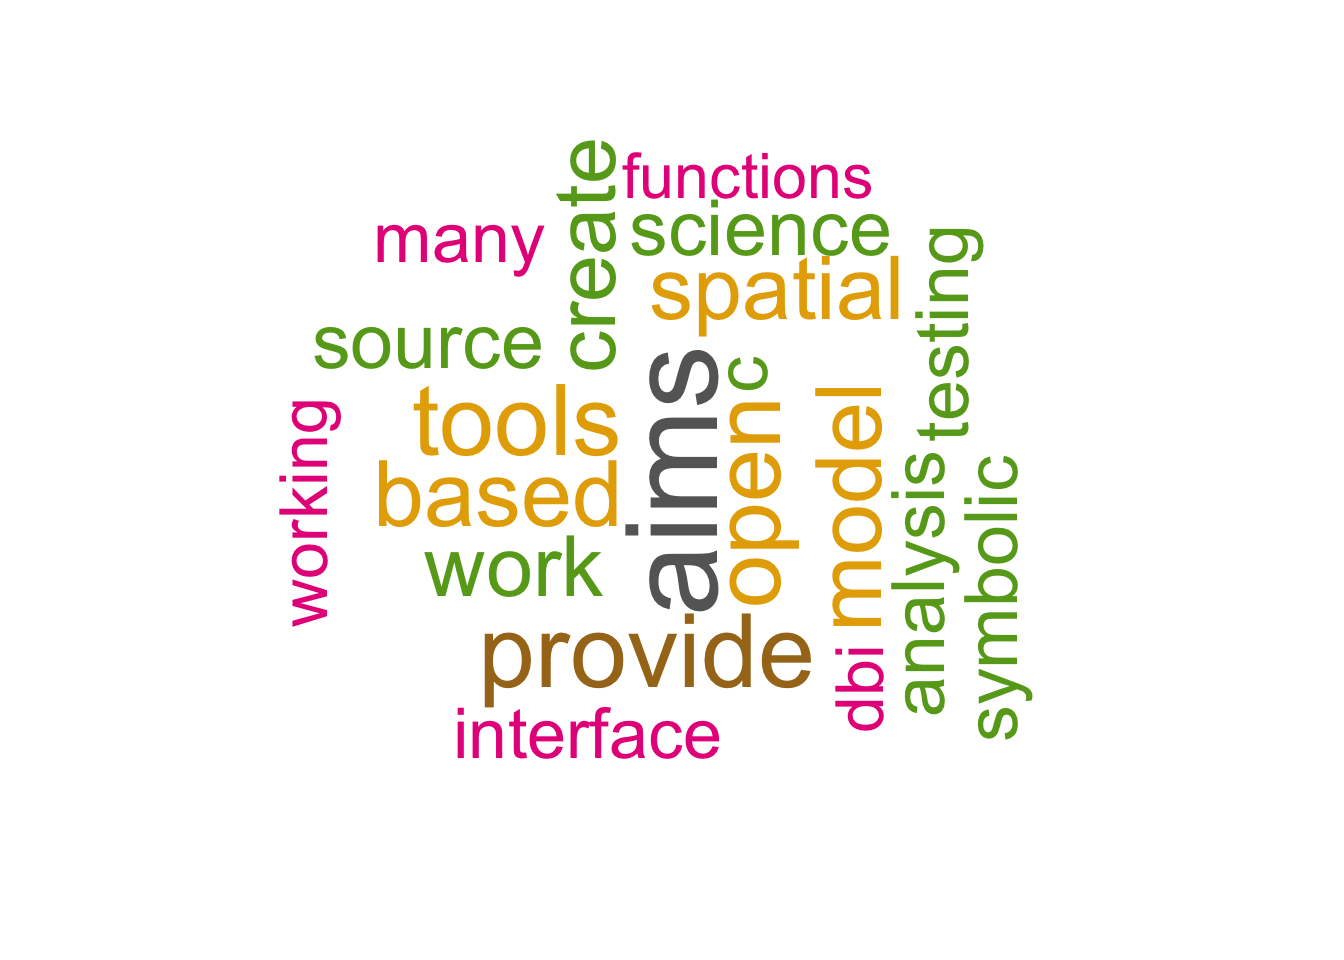 functions
create
science
many
spatial
testing
source
aims
c
tools
open
model
working
based
analysis
symbolic
work
provide
dbi
interface